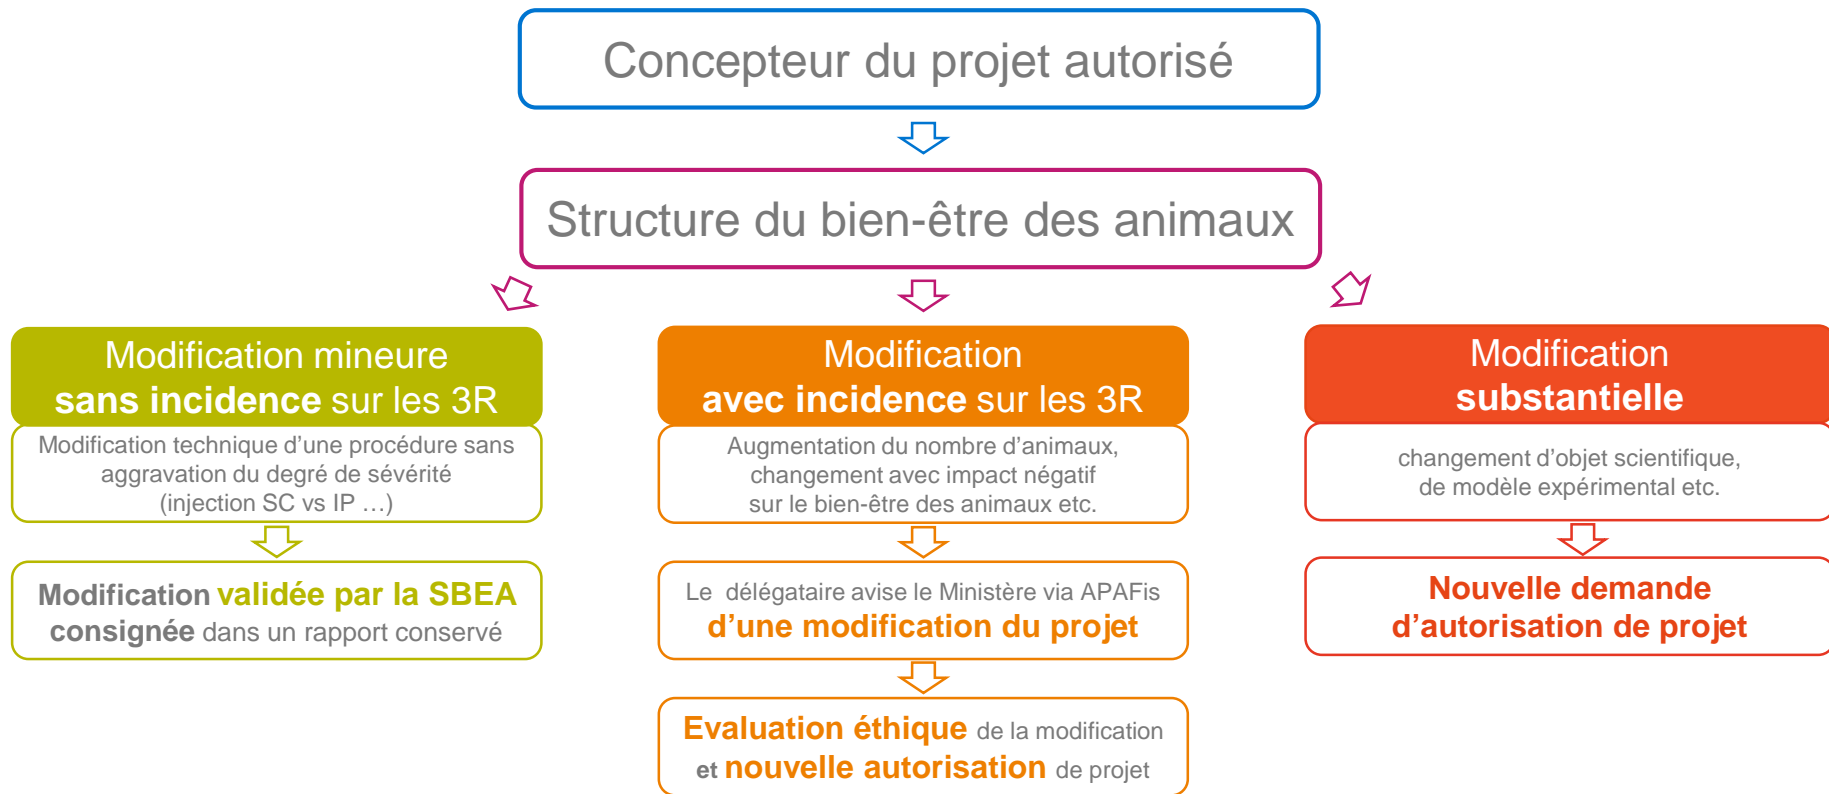 Concepteur du projet autorisé
Structure du bien-être des animaux
Modification mineure
sans incidence sur les 3R
Modification technique d’une procédure sans
aggravation du degré de sévérité
(injection SC vs IP …)
Modification validée par la SBEA
consignée dans un rapport conservé
Modification
avec incidence sur les 3R
Augmentation du nombre d’animaux,
changement avec impact négatif
sur le bien-être des animaux etc.
Le délégataire avise le Ministère via APAFis
d’une modification du projet
Evaluation éthique de la modification
et nouvelle autorisation de projet
Modification
substantielle
changement d’objet scientifique,
de modèle expérimental etc.
Nouvelle demande
d’autorisation de projet